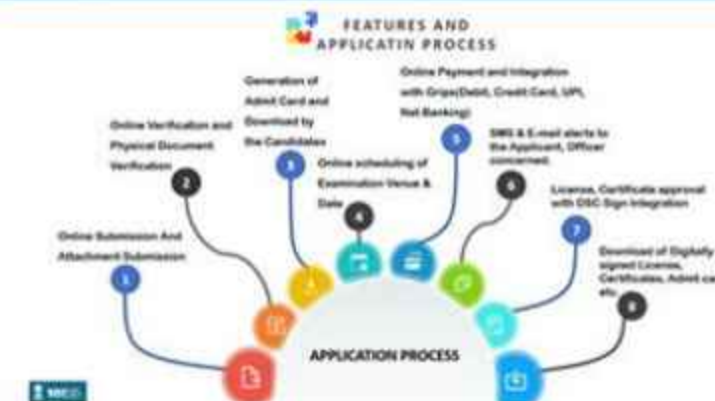 FEATURES AND
APPLICATIN PROCESS
Online Submission And
Attachment Submission
1
Online Verification and
Physical Document
Verification
2
Generation of
Admit Card and
Download by
the Candidates
3
Online scheduling of
Examination Venue &
Date
4
Online Payment and Integration
with Grips(Debit, Credit Card, UPI,
Net Banking)
5
SMS & E-mail alerts to
the Applicant, Officer
concerned.
6
License, Certificate approval
with DSC Sign Integration
7
Download of Digitally
signed License,
Certificates, Admit ca
etc.
8
APPLICATION PROCESS